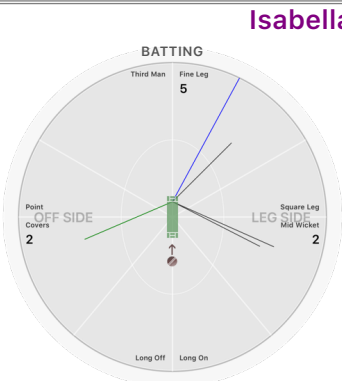 Isabella
BATTING
Third Man Fine Leg
5
Point Square Leg
OFF SIDE LEG SIDE
Covers Mid Wicket
2 2
Long Off Long On